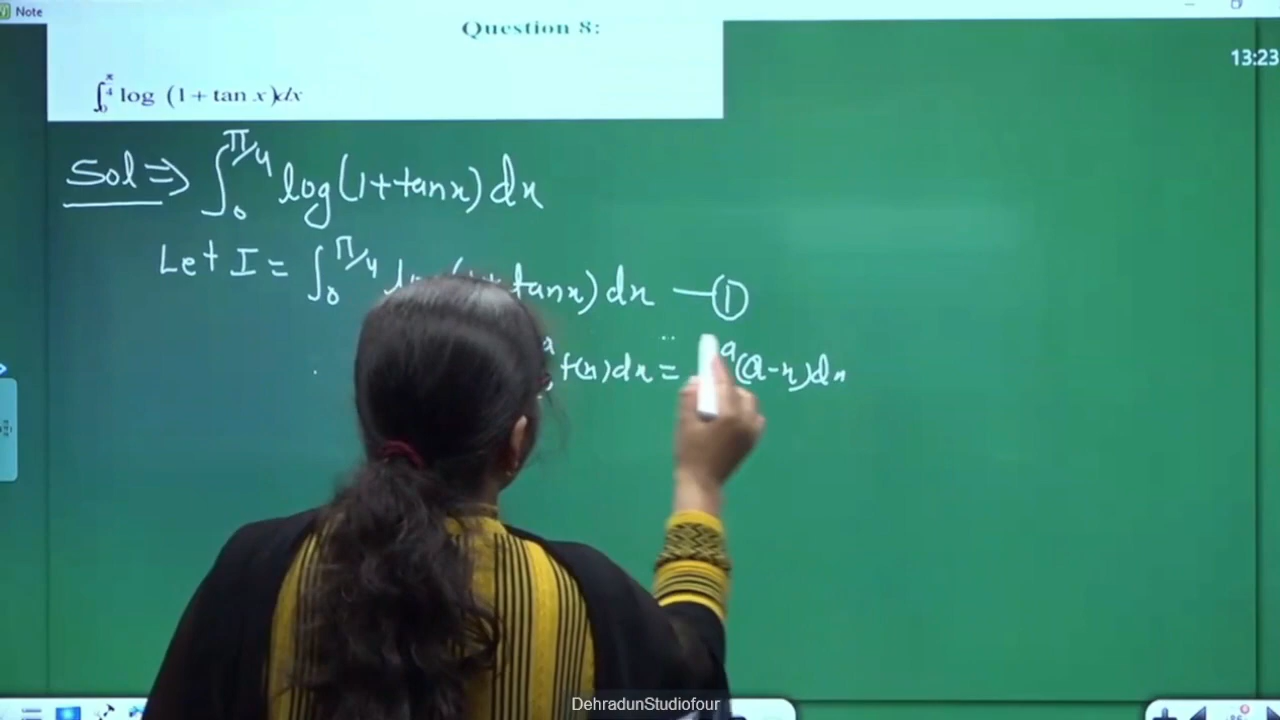 Note
Question 8:
13:23
∫₀^(π/4) log (1 + tan x)dx
Sol ⇒ ∫₀^(π/4) log(1+tanx) dx
Let I = ∫₀^(π/4) tanx) dx —①
a f(x)dx = a(a-x)dx
DehradunStudiofour